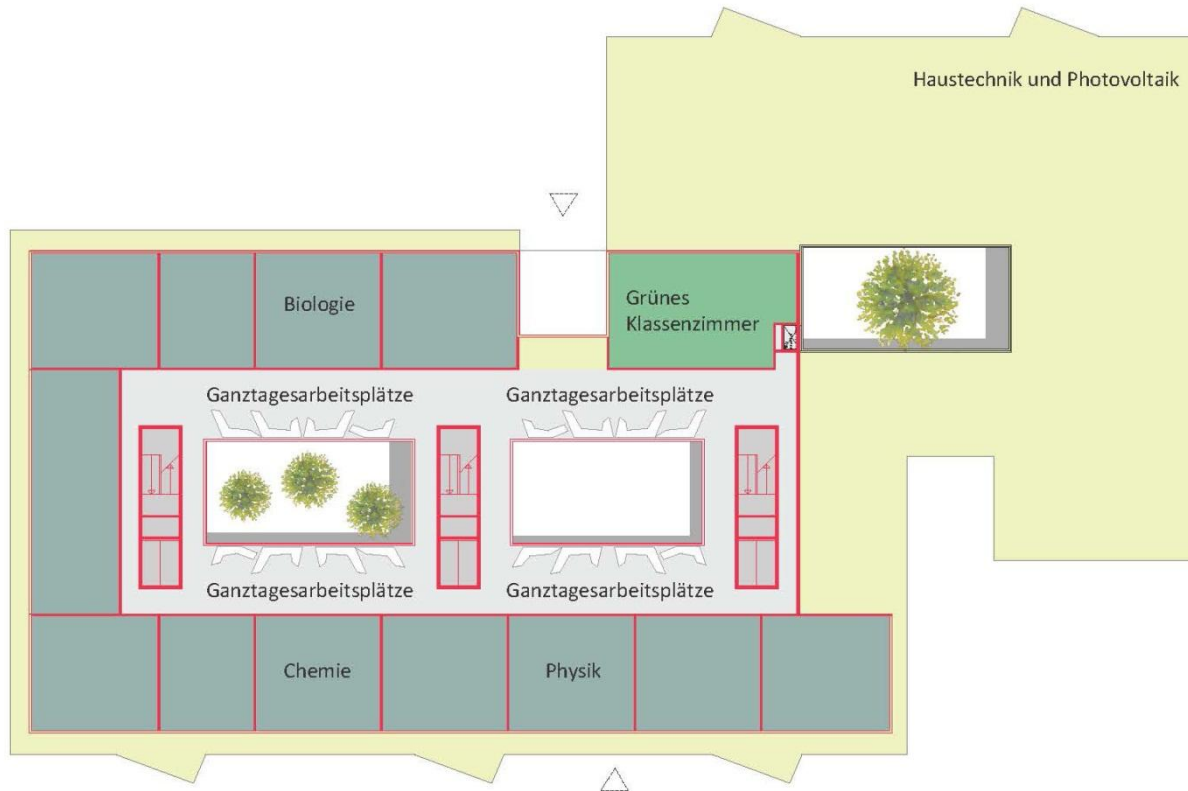 Haustechnik und Photovoltaik
Biologie
Grünes
Klassenzimmer
Ganztagesarbeitsplätze
Ganztagesarbeitsplätze
Ganztagesarbeitsplätze
Ganztagesarbeitsplätze
Chemie
Physik